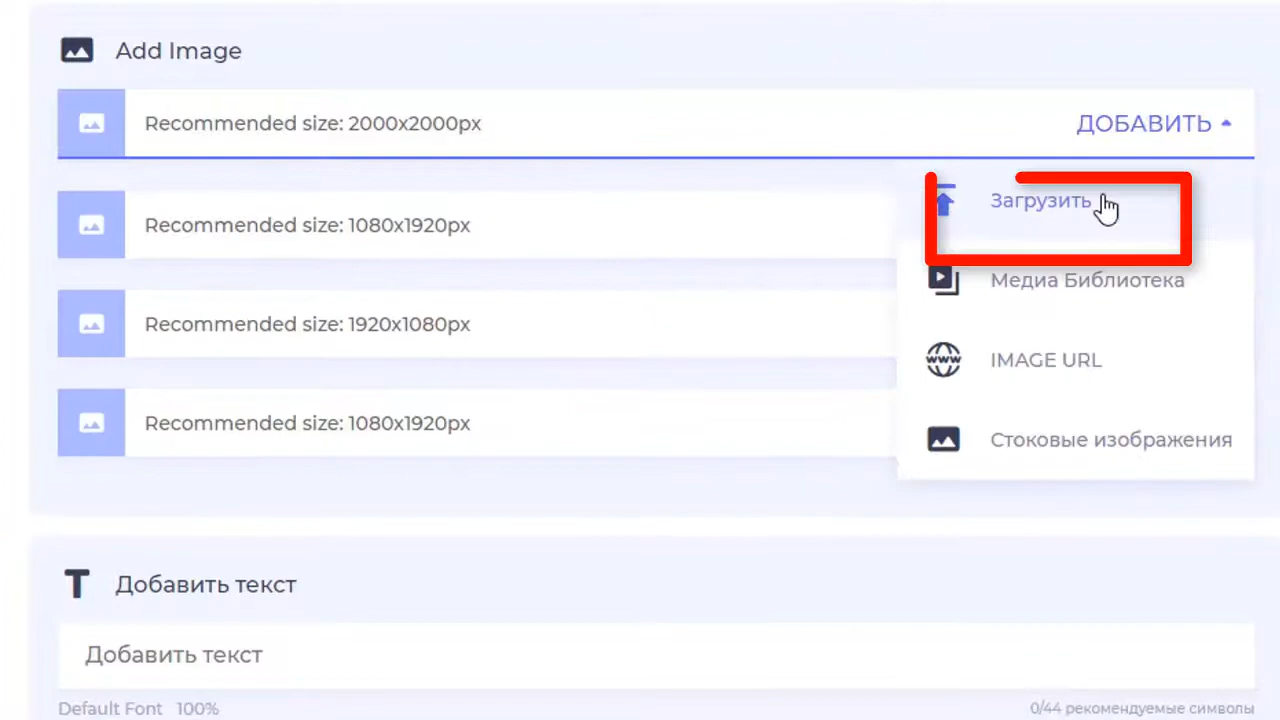 Add Image
Recommended size: 2000x2000px
ДОБАВИТЬ
Загрузить
Recommended size: 1080x1920px
Медиа Библиотека
Recommended size: 1920x1080px
www
IMAGE URL
Recommended size: 1080x1920px
Стоковые изображения
T Добавить текст
Добавить текст
Default Font 100%
0/44 рекомендуемые символы